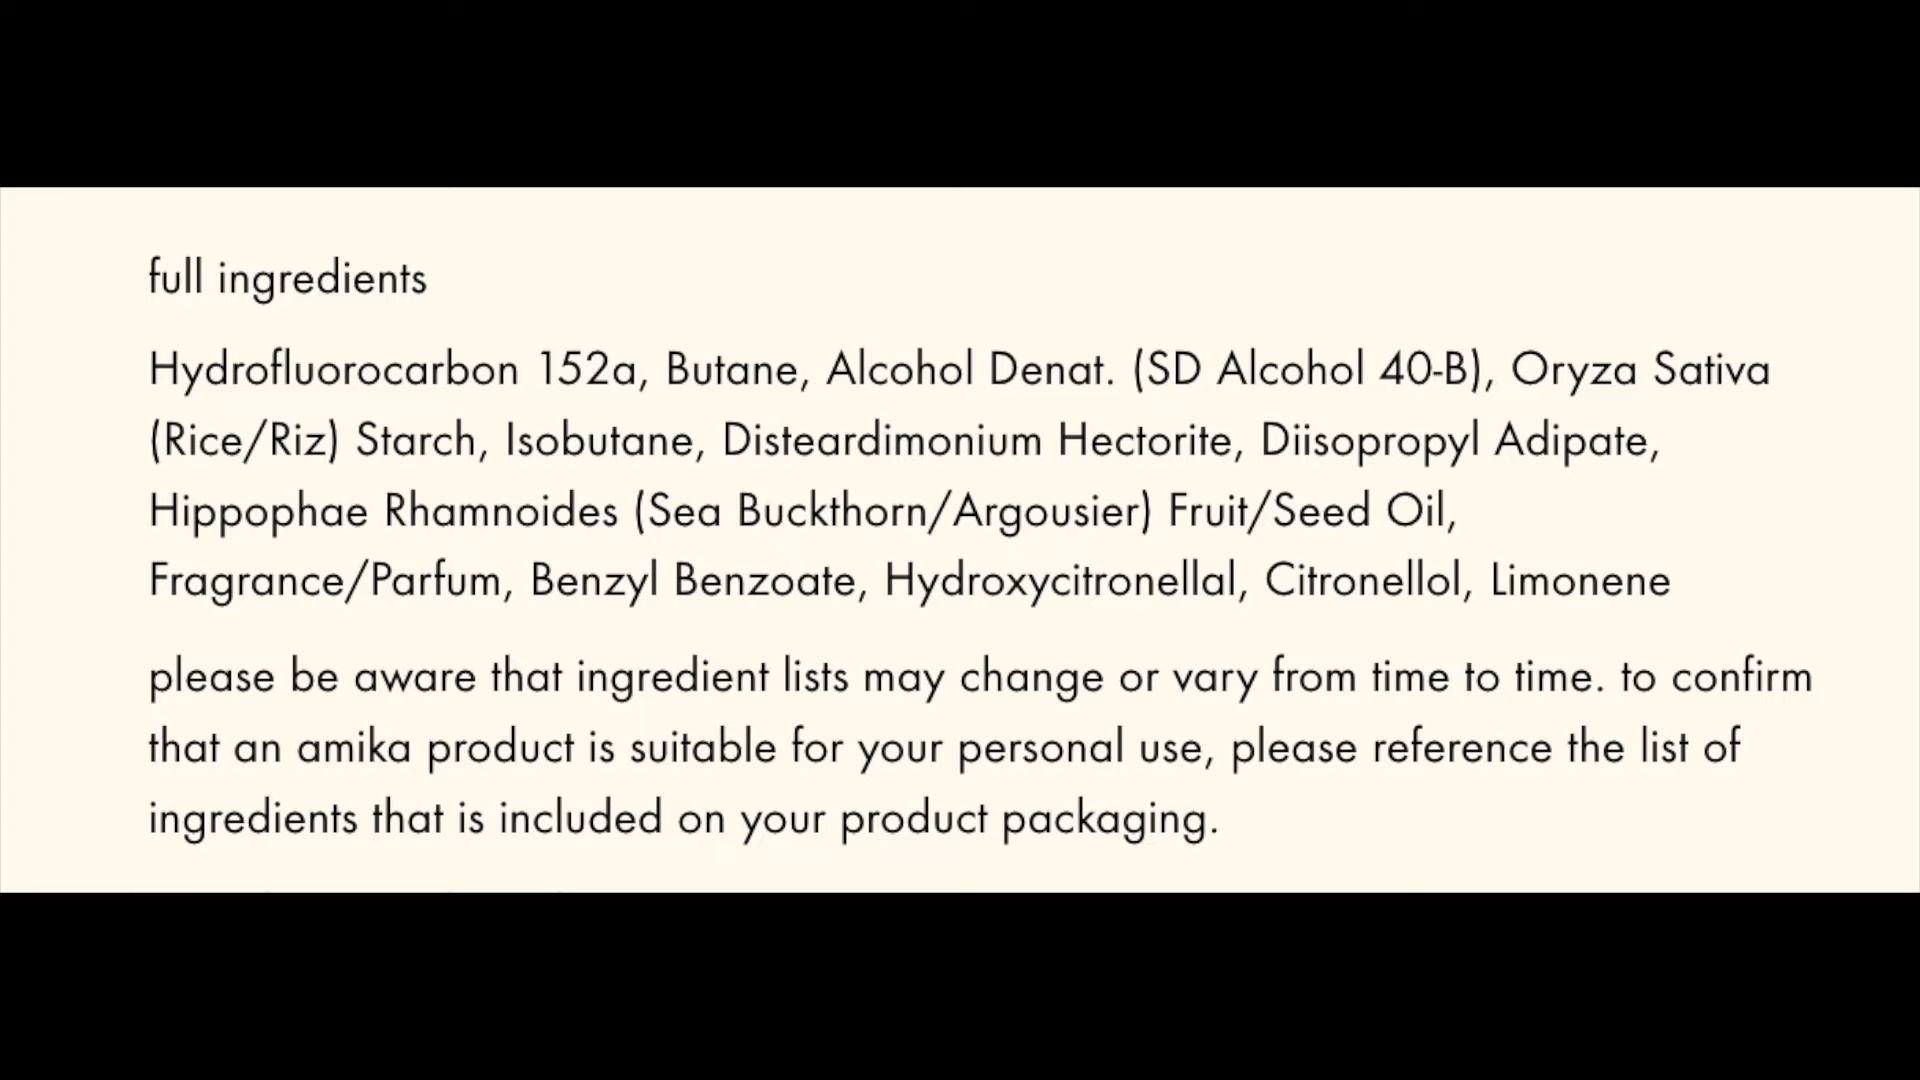 full ingredients
Hydrofluorocarbon 152a, Butane, Alcohol Denat. (SD Alcohol 40-B), Oryza Sativa
(Rice/Riz) Starch, Isobutane, Disteardimonium Hectorite, Diisopropyl Adipate,
Hippophae Rhamnoides (Sea Buckthorn/Argousier) Fruit/Seed Oil,
Fragrance/Parfum, Benzyl Benzoate, Hydroxycitronellal, Citronellol, Limonene
please be aware that ingredient lists may change or vary from time to time. to confirm
that an amika product is suitable for your personal use, please reference the list of
ingredients that is included on your product packaging.